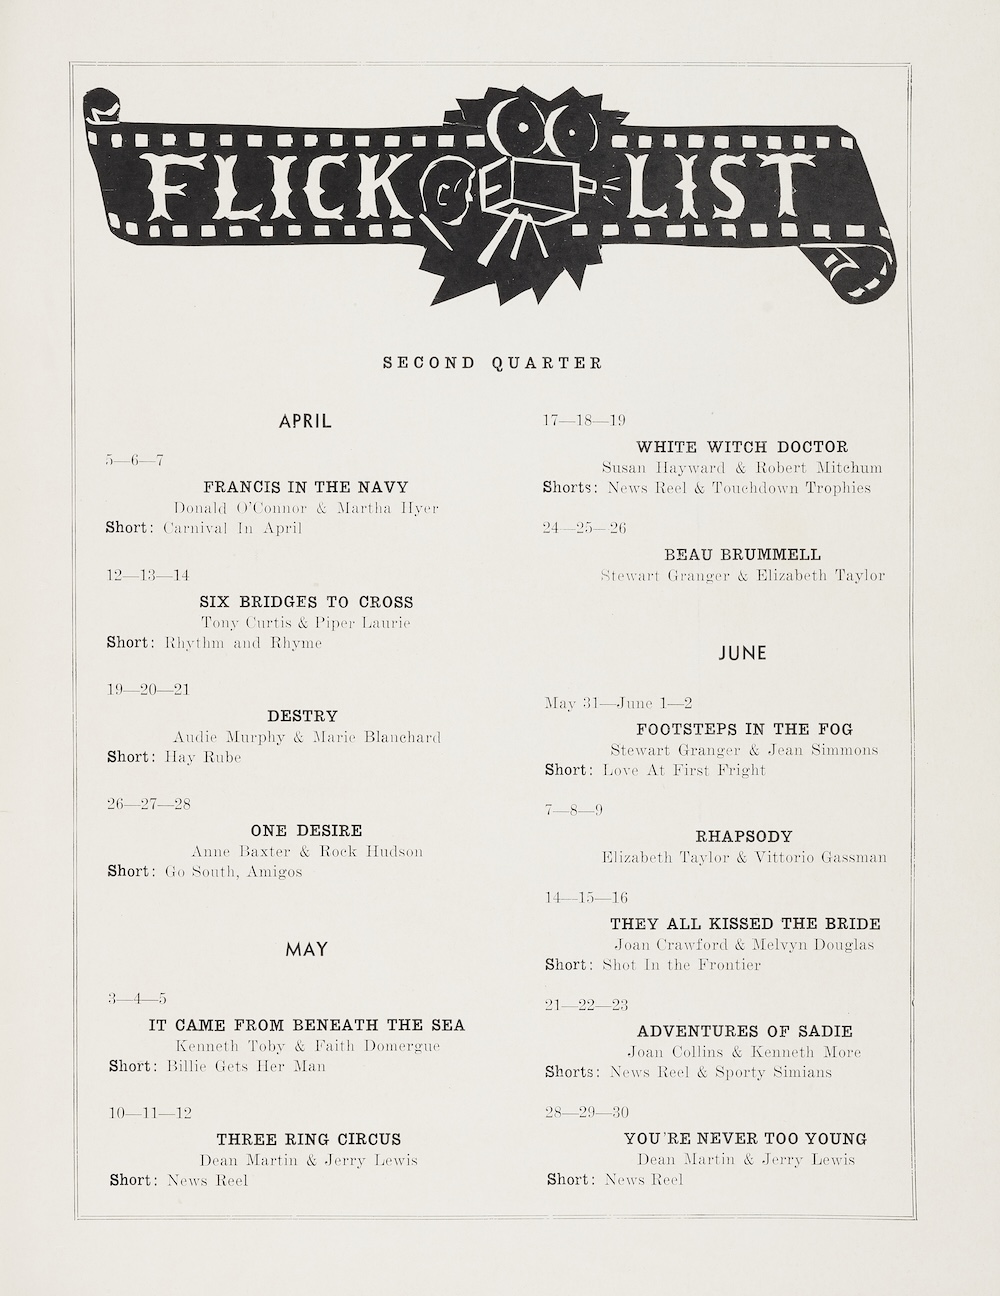 FLICK LIST
SECOND QUARTER
APRIL
5—6—7
FRANCIS IN THE NAVY
Donald O'Connor & Martha Hyer
Short: Carnival In April
12—13—14
SIX BRIDGES TO CROSS
Tony Curtis & Piper Laurie
Short: Rhythm and Rhyme
19—20—21
DESTRY
Audie Murphy & Marie Blanchard
Short: Hay Rube
26—27—28
ONE DESIRE
Anne Baxter & Rock Hudson
Short: Go South, Amigos
MAY
3—4—5
IT CAME FROM BENEATH THE SEA
Kenneth Toby & Faith Domergue
Short: Billie Gets Her Man
10—11—12
THREE RING CIRCUS
Dean Martin & Jerry Lewis
Short: News Reel
17—18—19
WHITE WITCH DOCTOR
Susan Hayward & Robert Mitchum
Shorts: News Reel & Touchdown Trophies
24—25—26
BEAU BRUMMELL
Stewart Granger & Elizabeth Taylor
JUNE
May 31—June 1—2
FOOTSTEPS IN THE FOG
Stewart Granger & Jean Simmons
Short: Love At First Fright
7—8—9
RHAPSODY
Elizabeth Taylor & Vittorio Gassman
14—15—16
THEY ALL KISSED THE BRIDE
Joan Crawford & Melvyn Douglas
Short: Shot In the Frontier
21—22—23
ADVENTURES OF SADIE
Joan Collins & Kenneth More
Shorts: News Reel & Sporty Simians
28—29—30
YOU'RE NEVER TOO YOUNG
Dean Martin & Jerry Lewis
Short: News Reel